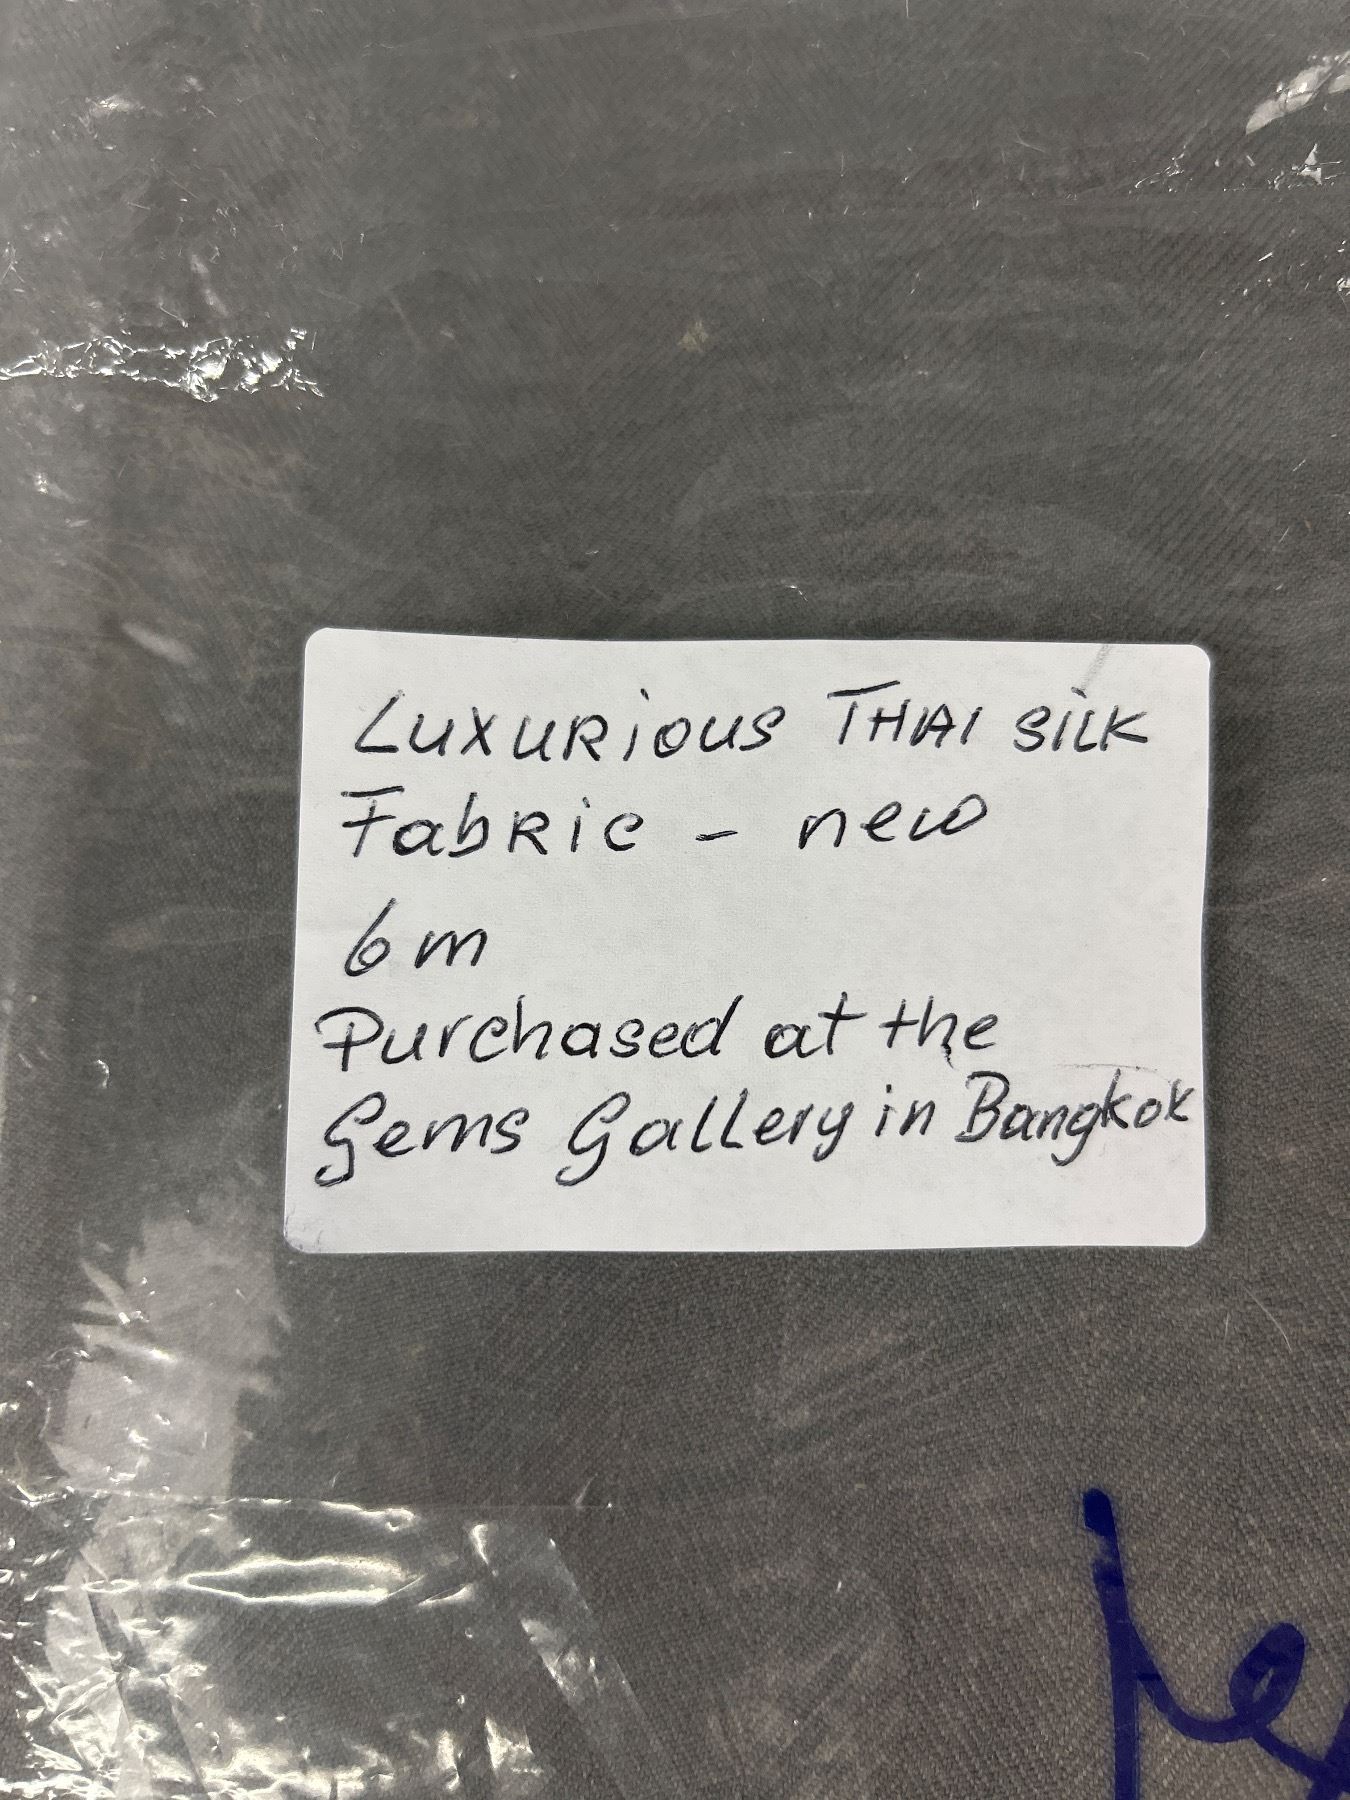 Luxurious THAI SILK
Fabric - new
6m
Purchased at the
Gems Gallery in Bangkok